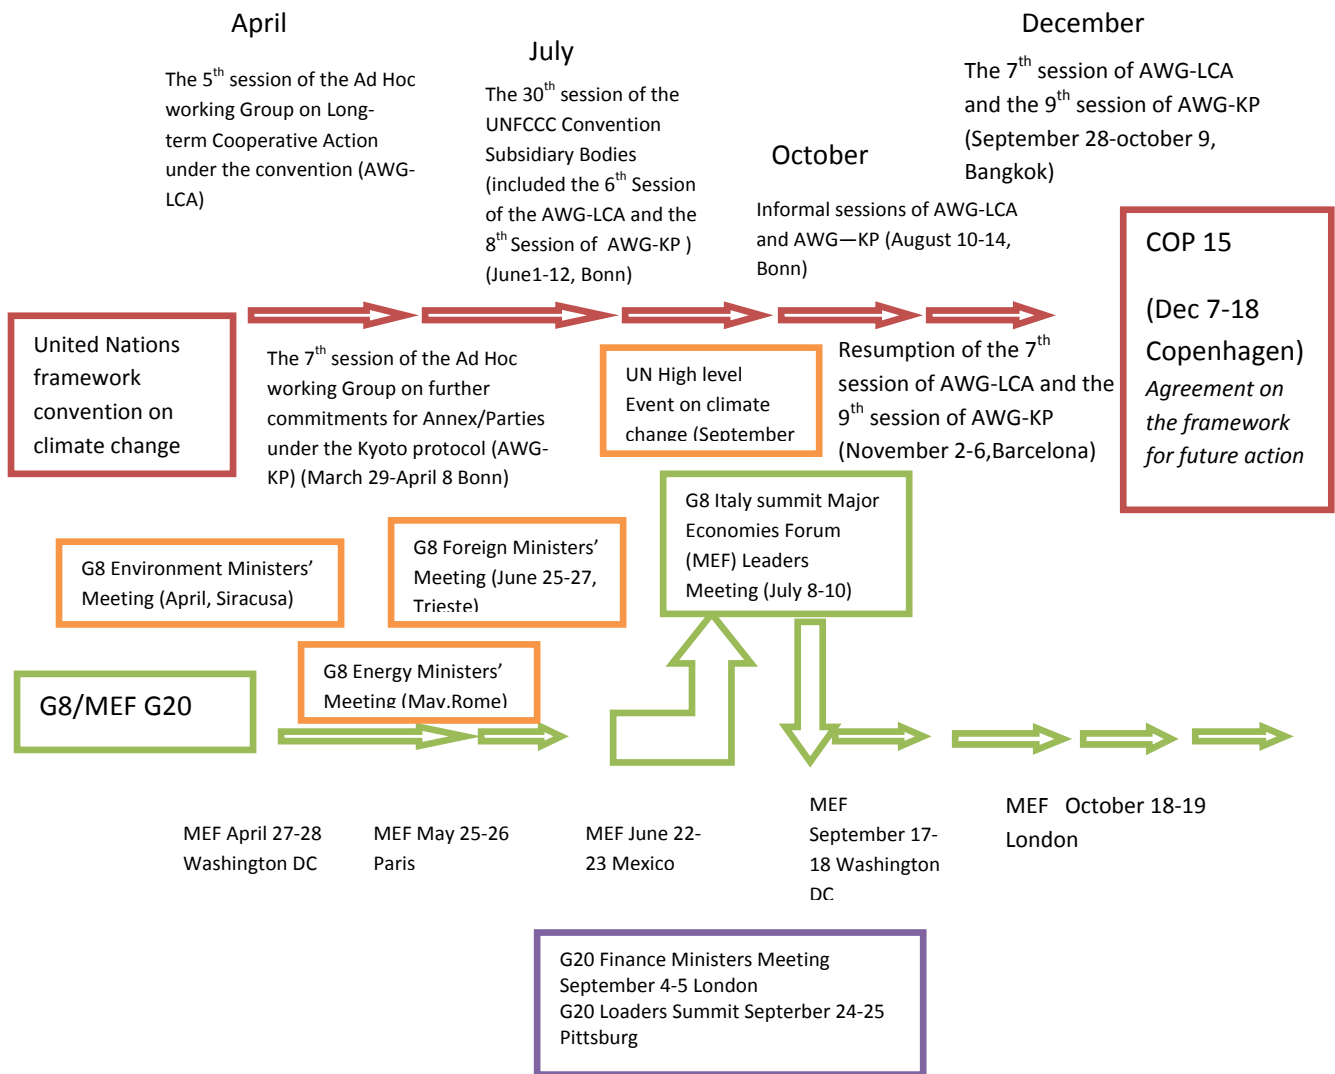 April
July
December
The 5th session of the Ad Hoc
working Group on Long-
term Cooperative Action
under the convention (AWG-
LCA)
The 30th session of the
UNFCCC Convention
Subsidiary Bodies
(included the 6th Session
of the AWG-LCA and the
8th Session of AWG-KP )
(June1-12, Bonn)
October
Informal sessions of AWG-LCA
and AWG—KP (August 10-14,
Bonn)
The 7th session of AWG-LCA
and the 9th session of AWG-KP
(September 28-october 9,
Bangkok)
United Nations
framework
convention on
climate change
The 7th session of the Ad Hoc
working Group on further
commitments for Annex/Parties
under the Kyoto protocol (AWG-
KP) (March 29-April 8 Bonn)
UN High level
Event on climate
change (September
Resumption of the 7th
session of AWG-LCA and the
9th session of AWG-KP
(November 2-6,Barcelona)
COP 15
(Dec 7-18
Copenhagen)
Agreement on
the framework
for future action
G8 Environment Ministers’
Meeting (April, Siracusa)
G8 Foreign Ministers’
Meeting (June 25-27,
Trieste)
G8 Italy summit Major
Economies Forum
(MEF) Leaders
Meeting (July 8-10)
G8 Energy Ministers’
Meeting (May.Rome)
G8/MEF G20
MEF April 27-28
Washington DC
MEF May 25-26
Paris
MEF June 22-
23 Mexico
MEF
September 17-
18 Washington
DC
MEF October 18-19
London
G20 Finance Ministers Meeting
September 4-5 London
G20 Loaders Summit Septerber 24-25
Pittsburg